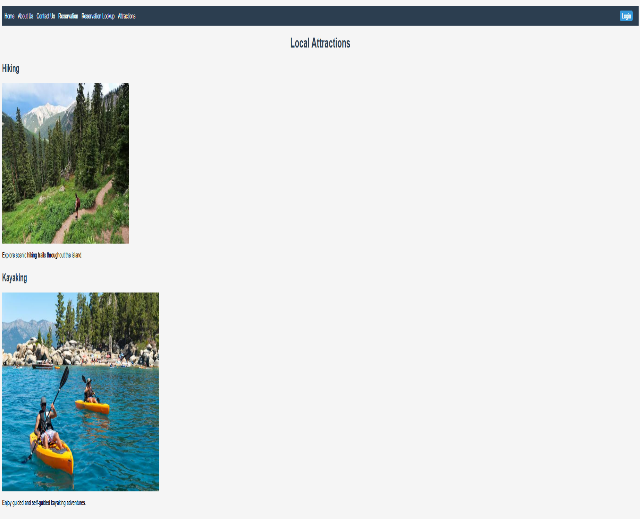 Home About Us Contact Us Reservation Reservation Lookup Attractions Login
Local Attractions
Hiking
Explore scenic hiking trails throughout the island
Kayaking
Enjoy guided and self-guided kayaking adventures.